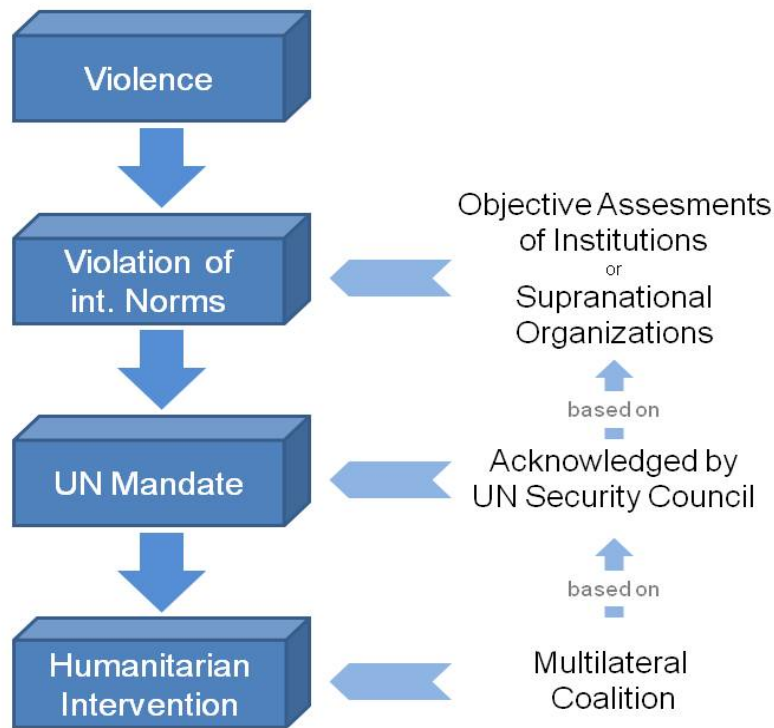 Violence
Violation of
int. Norms
Objective Assesments
of Institutions
or
Supranational
Organizations
based on
UN Mandate
Acknowledged by
UN Security Council
based on
Humanitarian
Intervention
Multilateral
Coalition